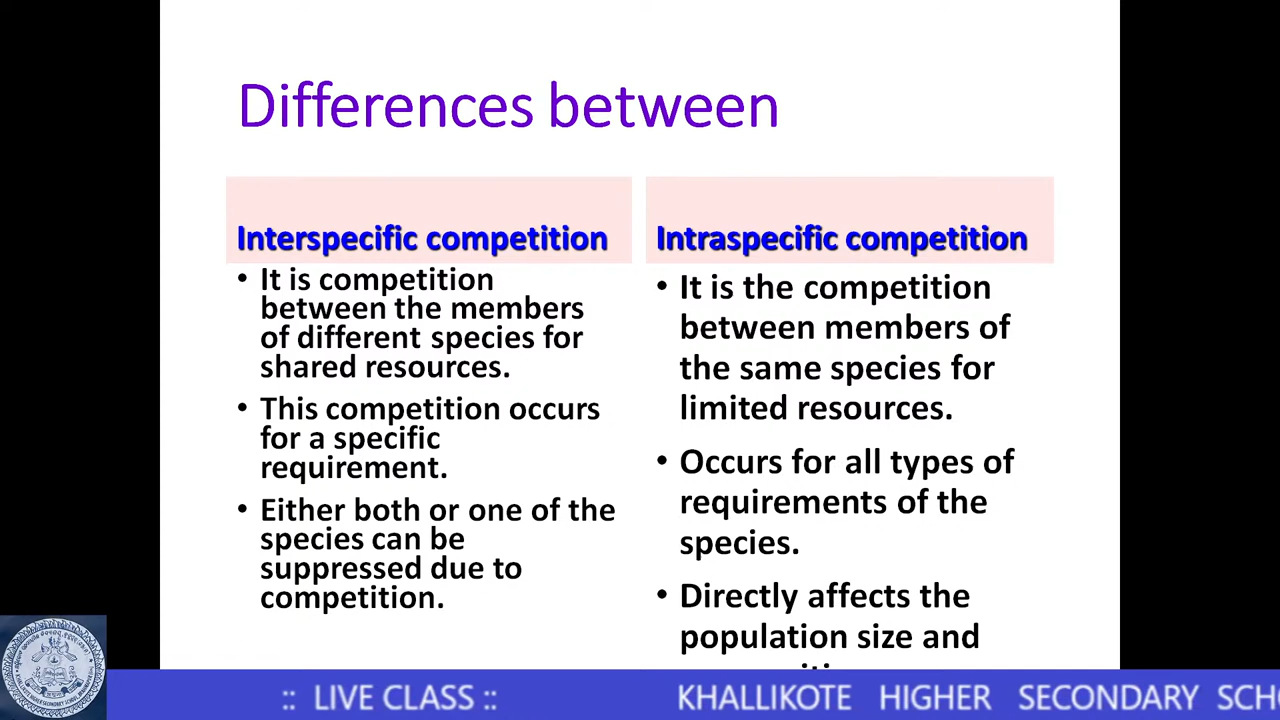 Differences between
Interspecific competition
• It is competition
between the members
of different species for
shared resources.
• This competition occurs
for a specific
requirement.
• Either both or one of the
species can be
suppressed due to
competition.
Intraspecific competition
• It is the competition
between members of
the same species for
limited resources.
• Occurs for all types of
requirements of the
species.
• Directly affects the
population size and
:: LIVE CLASS :: KHALLIKOTE HIGHER SECONDARY